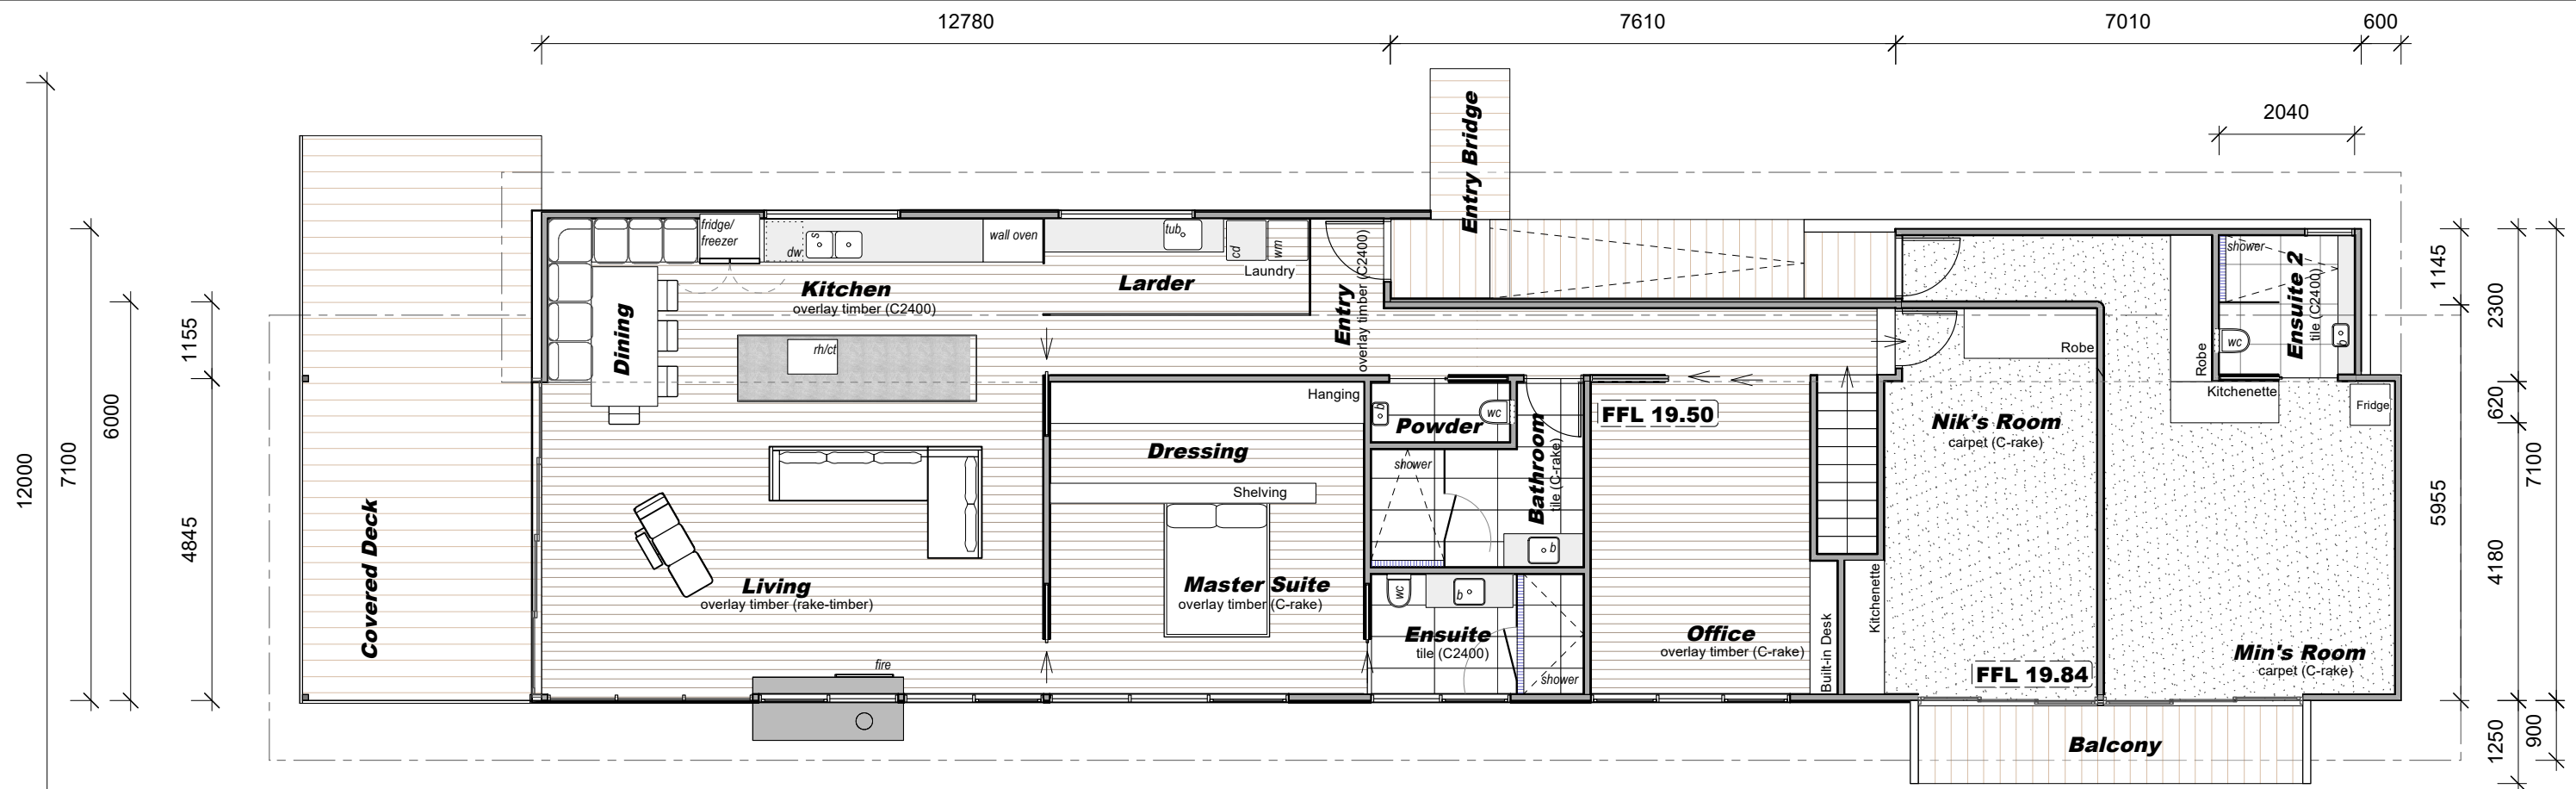 12780
7610
7010
600
2040
12000
7100
6000
1155
4845
Covered Deck
Dining
fridge/
freezer
dw
s
wall oven
Kitchen
overlay timber (C2400)
rh/ct
tub
cd
wm
Laundry
Larder
Entry
overlay timber (C2400)
Entry Bridge
Living
overlay timber (rake-timber)
fire
Hanging
Dressing
Shelving
Master Suite
overlay timber (C-rake)
b
wc
Powder
shower
Bathroom
tile (C-rake)
b
wc
b
Ensuite
tile (C2400)
shower
FFL 19.50
Office
overlay timber (C-rake)
Built-in Desk
Kitchenette
Robe
Nik's Room
carpet (C-rake)
FFL 19.84
Robe
shower
wc
Ensuite 2
tile (C2400)
b
Kitchenette
Fridge
Min's Room
carpet (C-rake)
Balcony
1145
5955
2300
620
4180
1250
7100
900